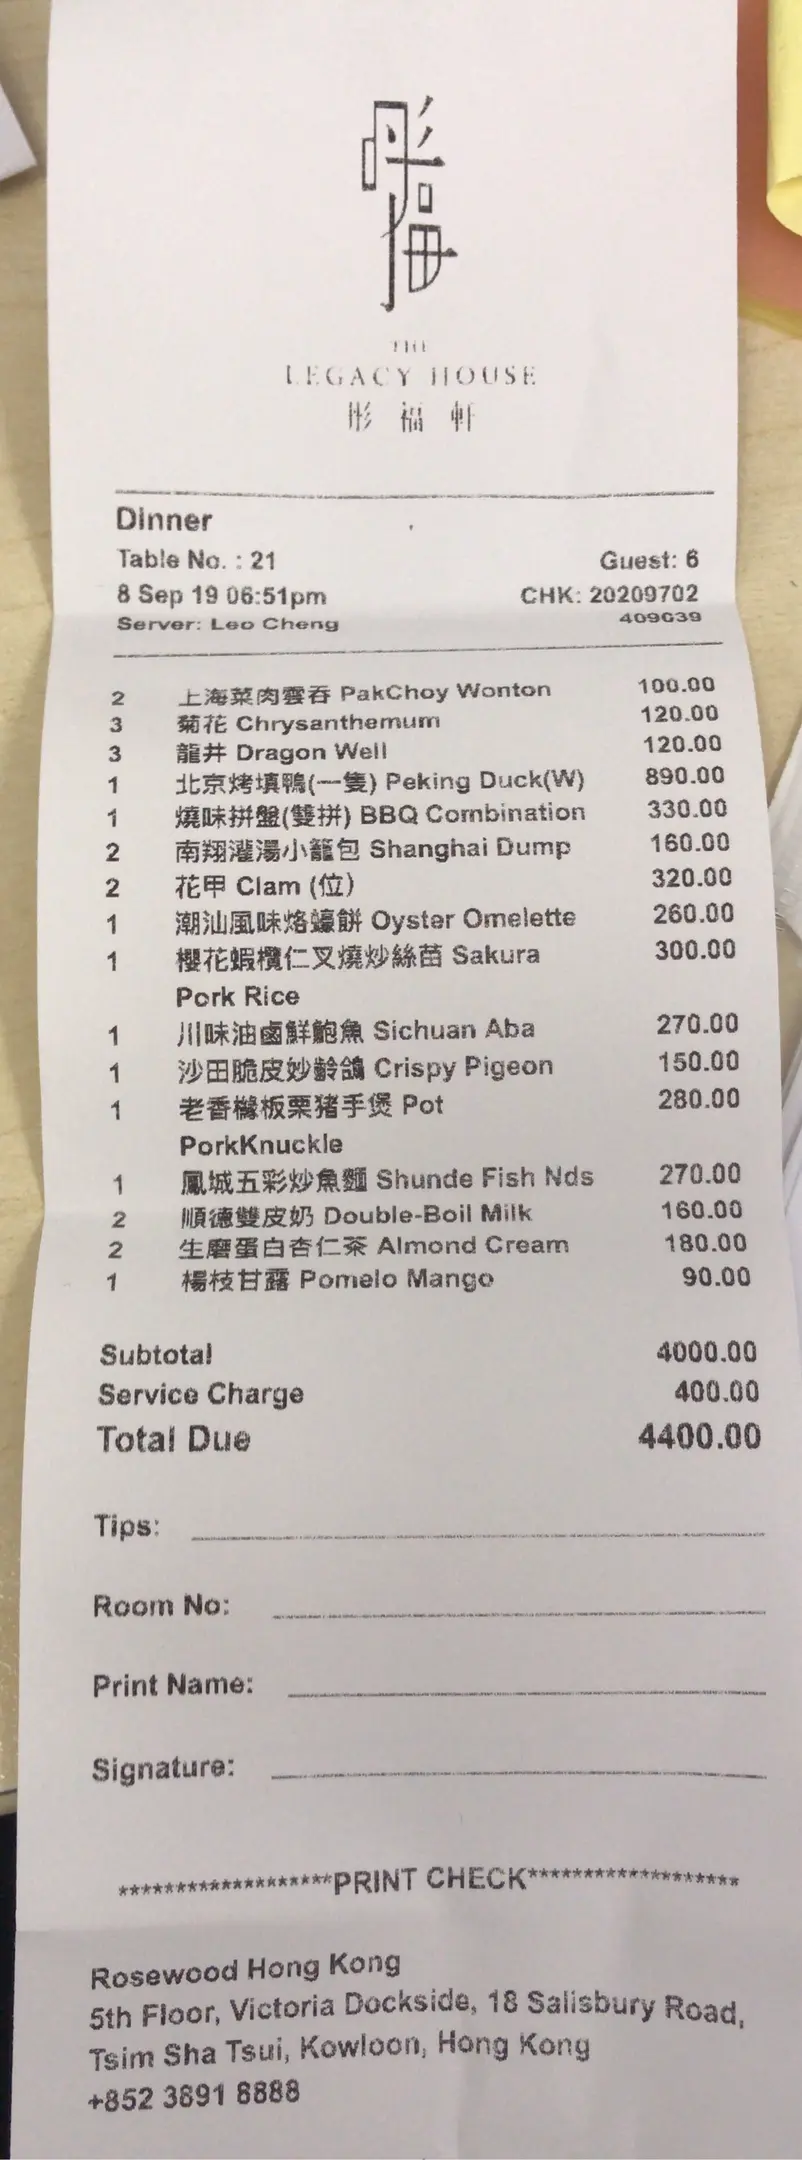 THE
LEGACY HOUSE
彤福軒
Dinner
Table No. : 21 Guest: 6
8 Sep 19 06:51pm CHK: 20209702
Server: Leo Cheng 409639
2 上海菜肉雲吞 PakChoy Wonton 100.00
3 菊花 Chrysanthemum 120.00
3 龍井 Dragon Well 120.00
1 北京烤填鴨(一隻) Peking Duck(W) 890.00
1 燒味拼盤(雙拼) BBQ Combination 330.00
2 南翔灌湯小籠包 Shanghai Dump 160.00
2 花甲 Clam (位) 320.00
1 潮汕風味烙蠔餅 Oyster Omelette 260.00
1 櫻花蝦欖仁叉燒炒絲苗 Sakura 300.00
Pork Rice
1 川味油鹵鮮鮑魚 Sichuan Aba 270.00
1 沙田脆皮妙齡鴿 Crispy Pigeon 150.00
1 老香櫞板栗猪手煲 Pot 280.00
PorkKnuckle
1 鳳城五彩炒魚麵 Shunde Fish Nds 270.00
2 順德雙皮奶 Double-Boil Milk 160.00
2 生磨蛋白杏仁茶 Almond Cream 180.00
1 楊枝甘露 Pomelo Mango 90.00
Subtotal 4000.00
Service Charge 400.00
Total Due 4400.00
Tips:
Room No:
Print Name:
Signature:
*******************PRINT CHECK*******************
Rosewood Hong Kong
5th Floor, Victoria Dockside, 18 Salisbury Road,
Tsim Sha Tsui, Kowloon, Hong Kong
+852 3891 8888